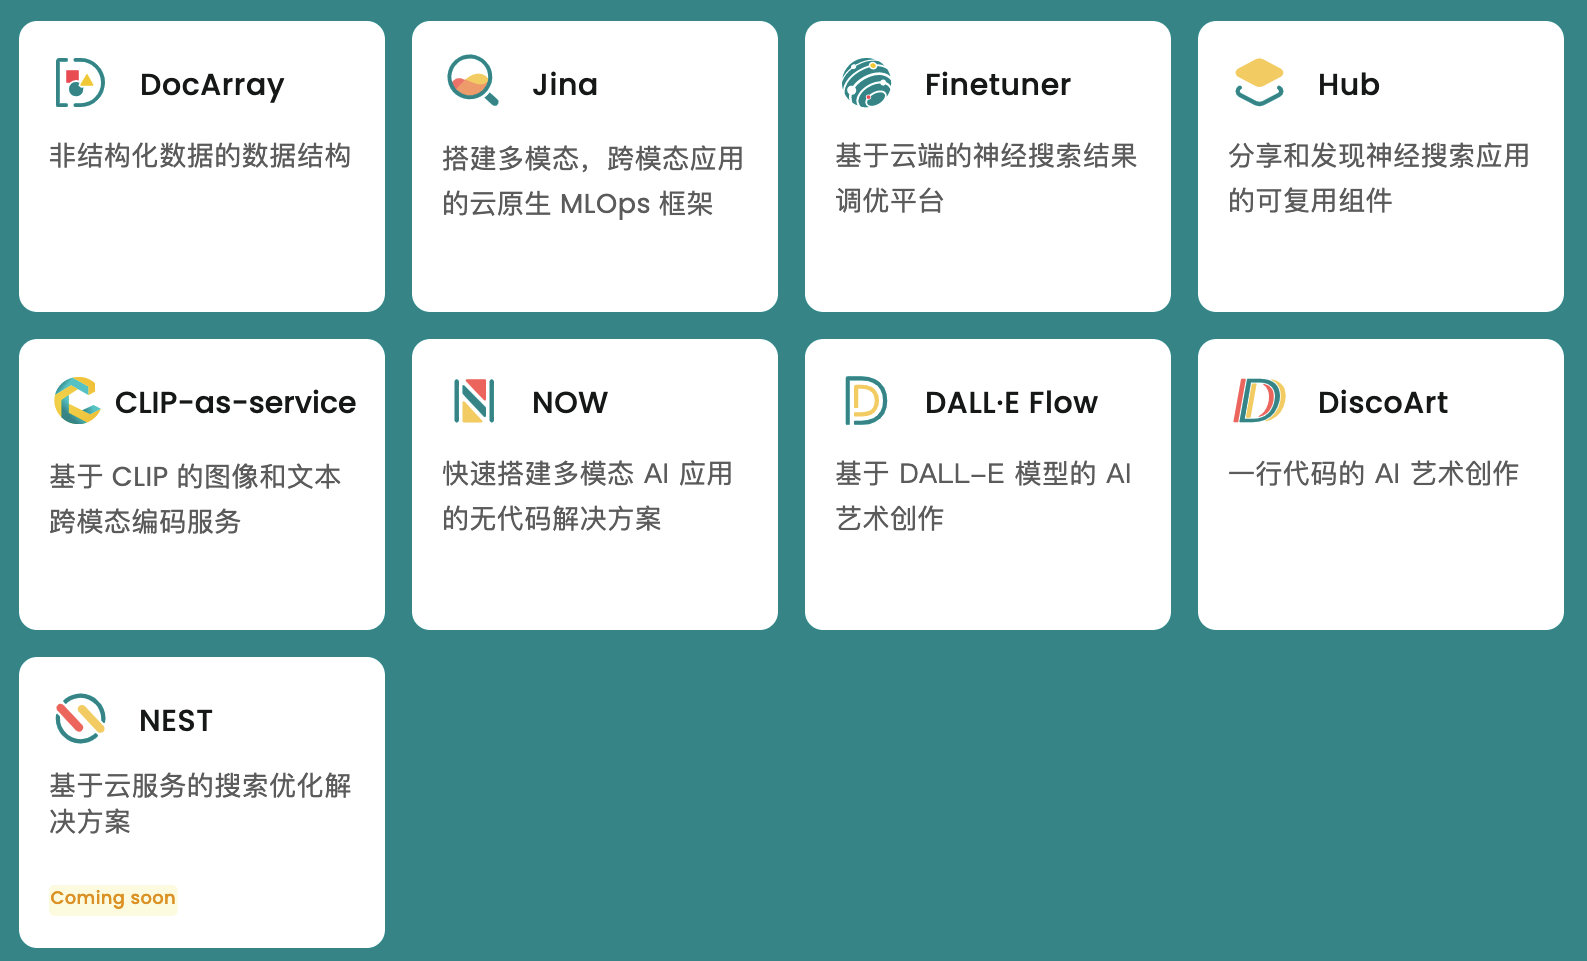 DocArray
非结构化数据的数据结构
Jina
搭建多模态，跨模态应用
的云原生 MLOps 框架
Finetuner
基于云端的神经搜索结果
调优平台
Hub
分享和发现神经搜索应用
的可复用组件
CLIP-as-service
基于 CLIP 的图像和文本
跨模态编码服务
NOW
快速搭建多模态 AI 应用
的无代码解决方案
DALL·E Flow
基于 DALL–E 模型的 AI
艺术创作
DiscoArt
一行代码的 AI 艺术创作
NEST
基于云服务的搜索优化解
决方案
Coming soon